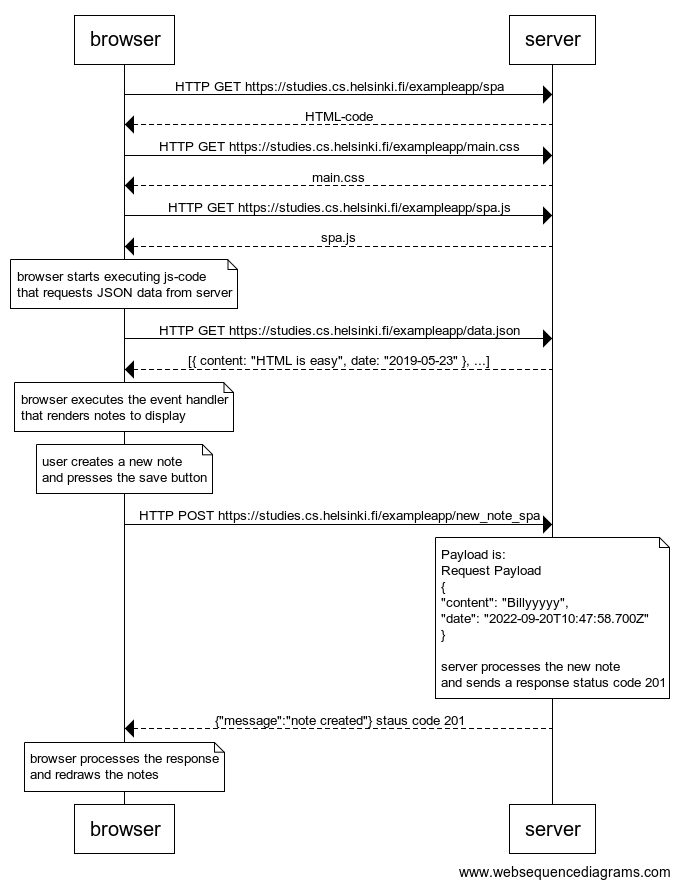 browser
server
HTTP GET https://studies.cs.helsinki.fi/exampleapp/spa
HTML-code
HTTP GET https://studies.cs.helsinki.fi/exampleapp/main.css
main.css
HTTP GET https://studies.cs.helsinki.fi/exampleapp/spa.js
spa.js
browser starts executing js-code
that requests JSON data from server
HTTP GET https://studies.cs.helsinki.fi/exampleapp/data.json
[{ content: "HTML is easy", date: "2019-05-23" }, ...]
browser executes the event handler
that renders notes to display
user creates a new note
and presses the save button
HTTP POST https://studies.cs.helsinki.fi/exampleapp/new_note_spa
Payload is:
Request Payload
{
"content": "Billyyyyy",
"date": "2022-09-20T10:47:58.700Z"
}
server processes the new note
and sends a response status code 201
{"message":"note created"} staus code 201
browser processes the response
and redraws the notes
browser
server
www.websequencediagrams.com